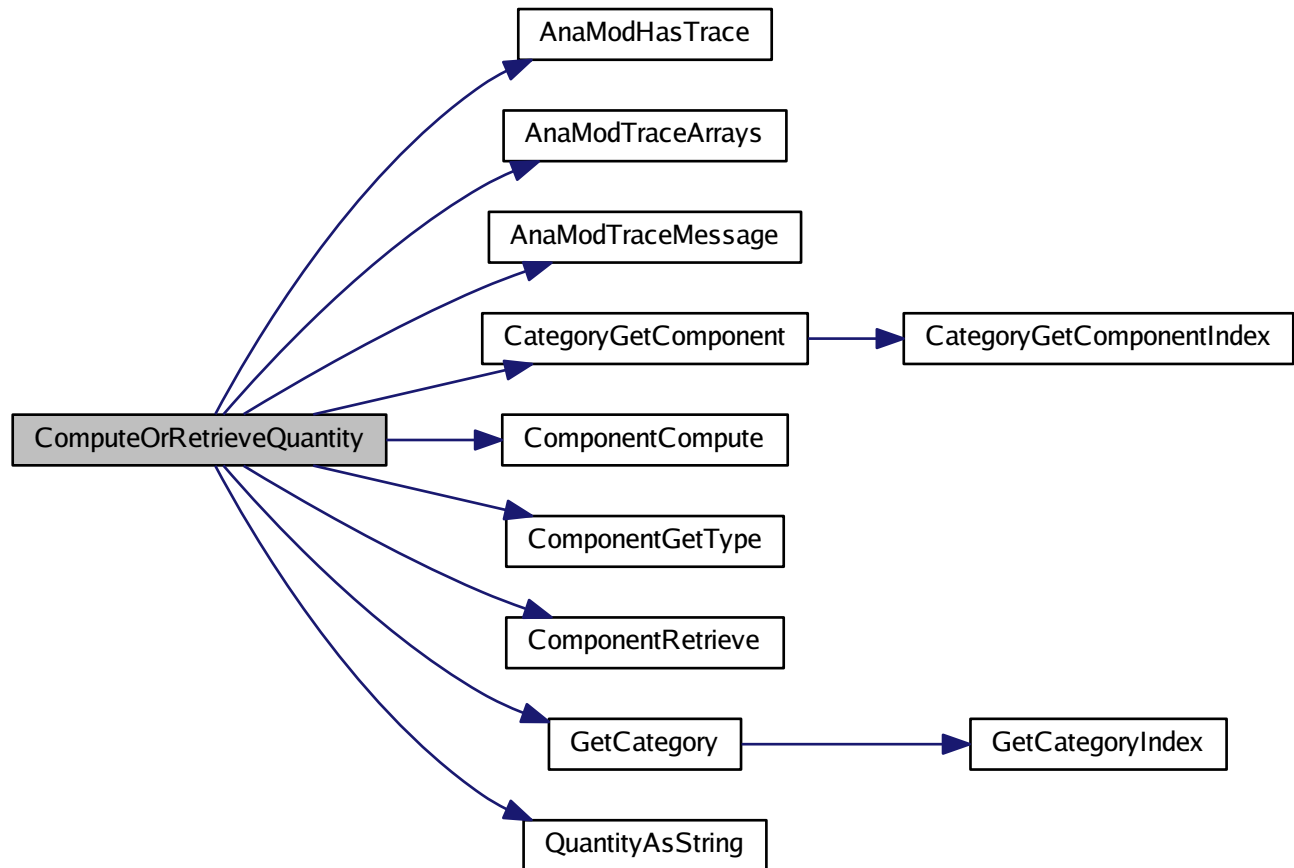 AnaModHasTrace
AnaModTraceArrays
AnaModTraceMessage
CategoryGetComponent
CategoryGetComponentIndex
ComputeOrRetrieveQuantity
ComponentCompute
ComponentGetType
ComponentRetrieve
GetCategory
GetCategoryIndex
QuantityAsString